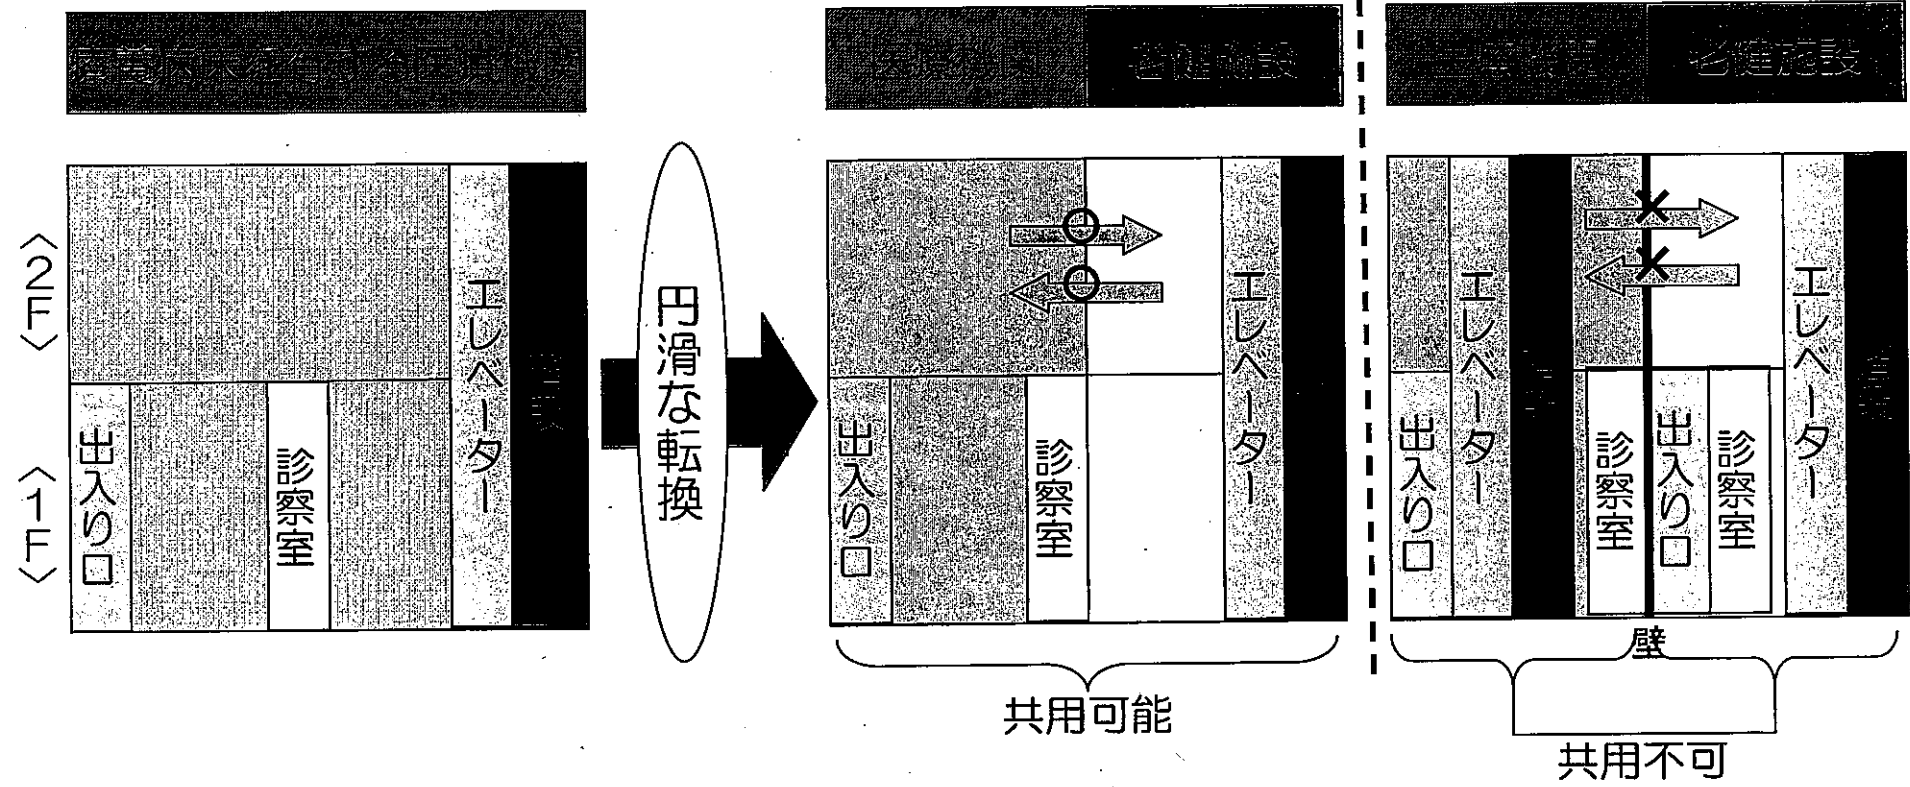 老健施設
老健施設
〈2F〉
〈1F〉
出入り口
診察室
エレベーター
円滑な転換
出入り口
診察室
エレベーター
出入り口
エレベーター
診察室
出入り口
診察室
エレベーター
壁
共用可能
共用不可